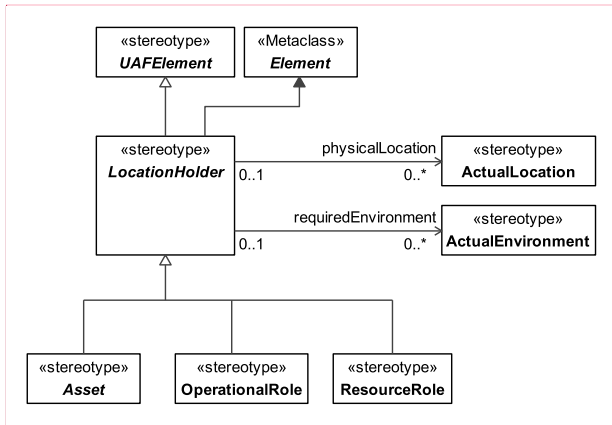 «stereotype»
UAFElement
«Metaclass»
Element
«stereotype»
LocationHolder
physicalLocation
0..1
0..*
«stereotype»
ActualLocation
requiredEnvironment
0..1
0..*
«stereotype»
ActualEnvironment
«stereotype»
Asset
«stereotype»
OperationalRole
«stereotype»
ResourceRole